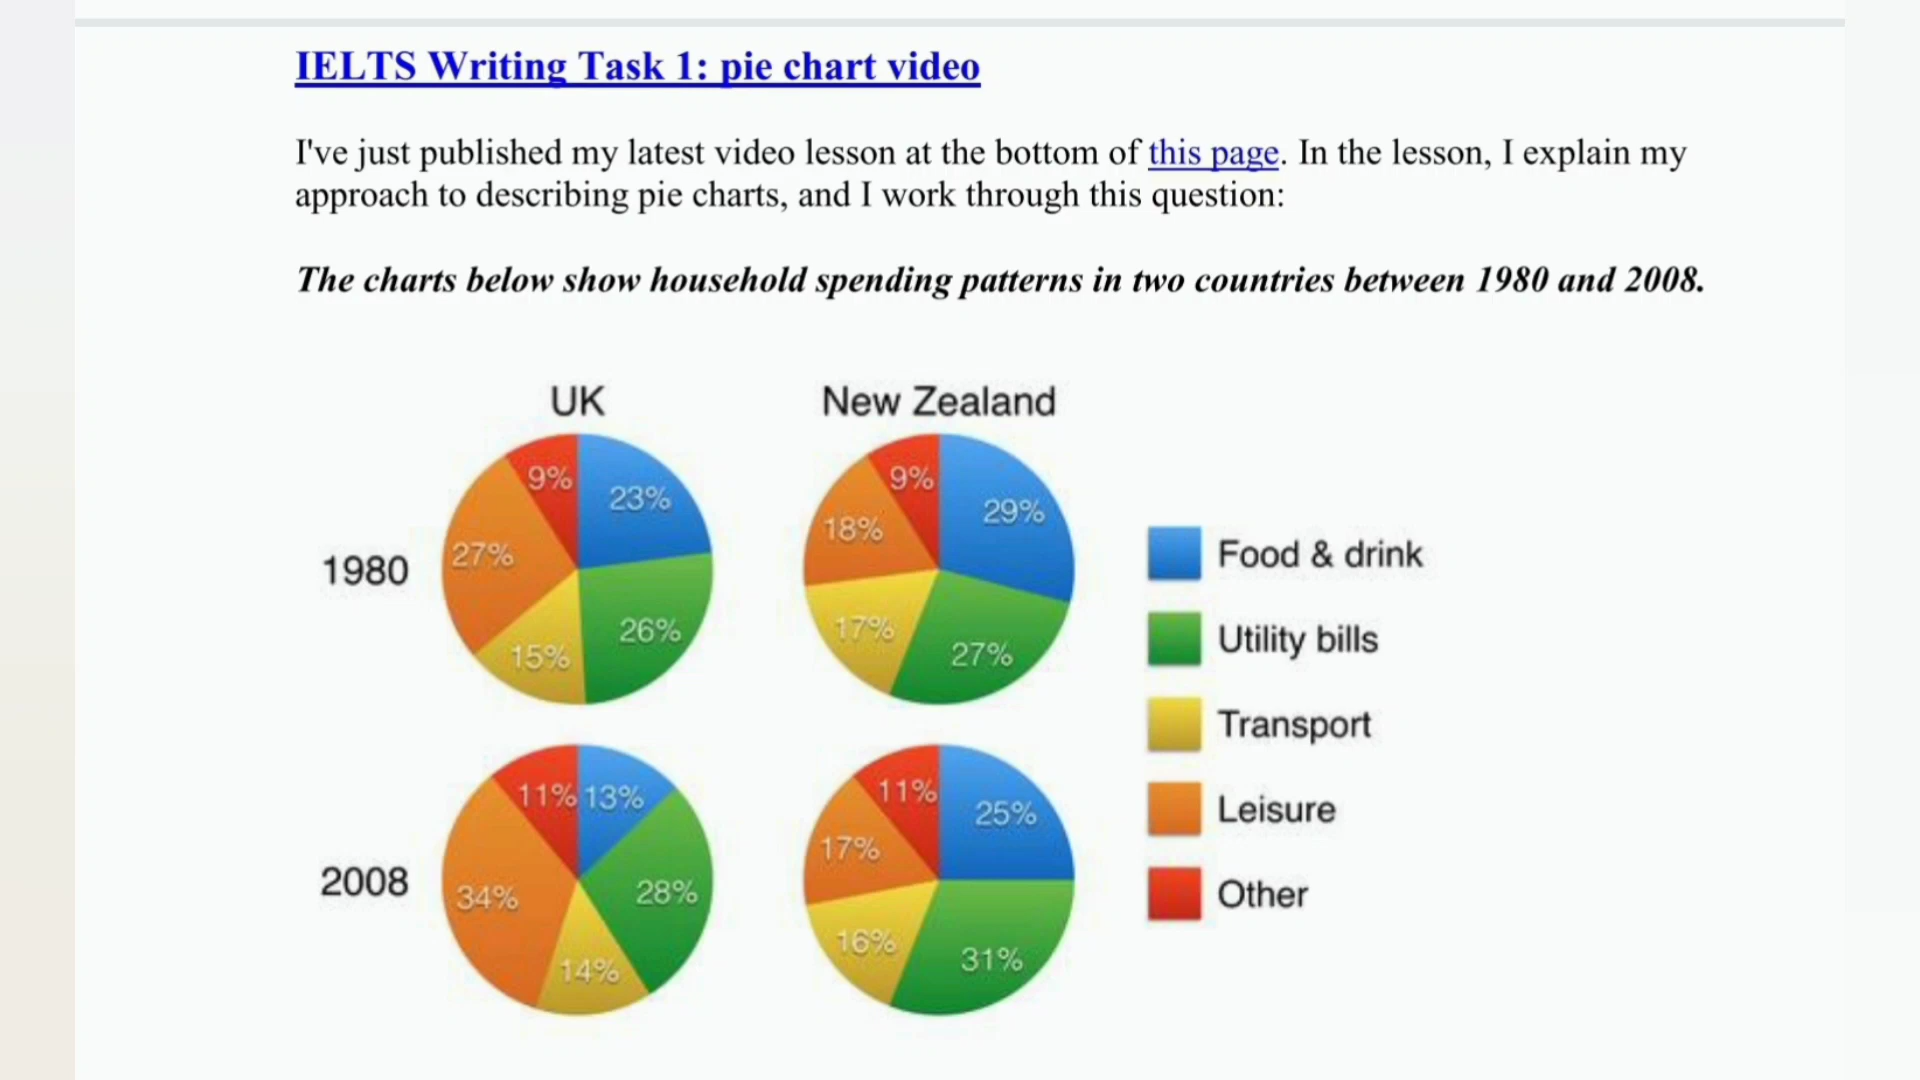 IELTS Writing Task 1: pie chart video
I've just published my latest video lesson at the bottom of this page. In the lesson, I explain my
approach to describing pie charts, and I work through this question:
The charts below show household spending patterns in two countries between 1980 and 2008.
UK
New Zealand
1980
9%
23%
27%
26%
15%
9%
29%
18%
17%
27%
2008
11%
13%
34%
28%
14%
11%
25%
17%
16%
31%
Food & drink
Utility bills
Transport
Leisure
Other